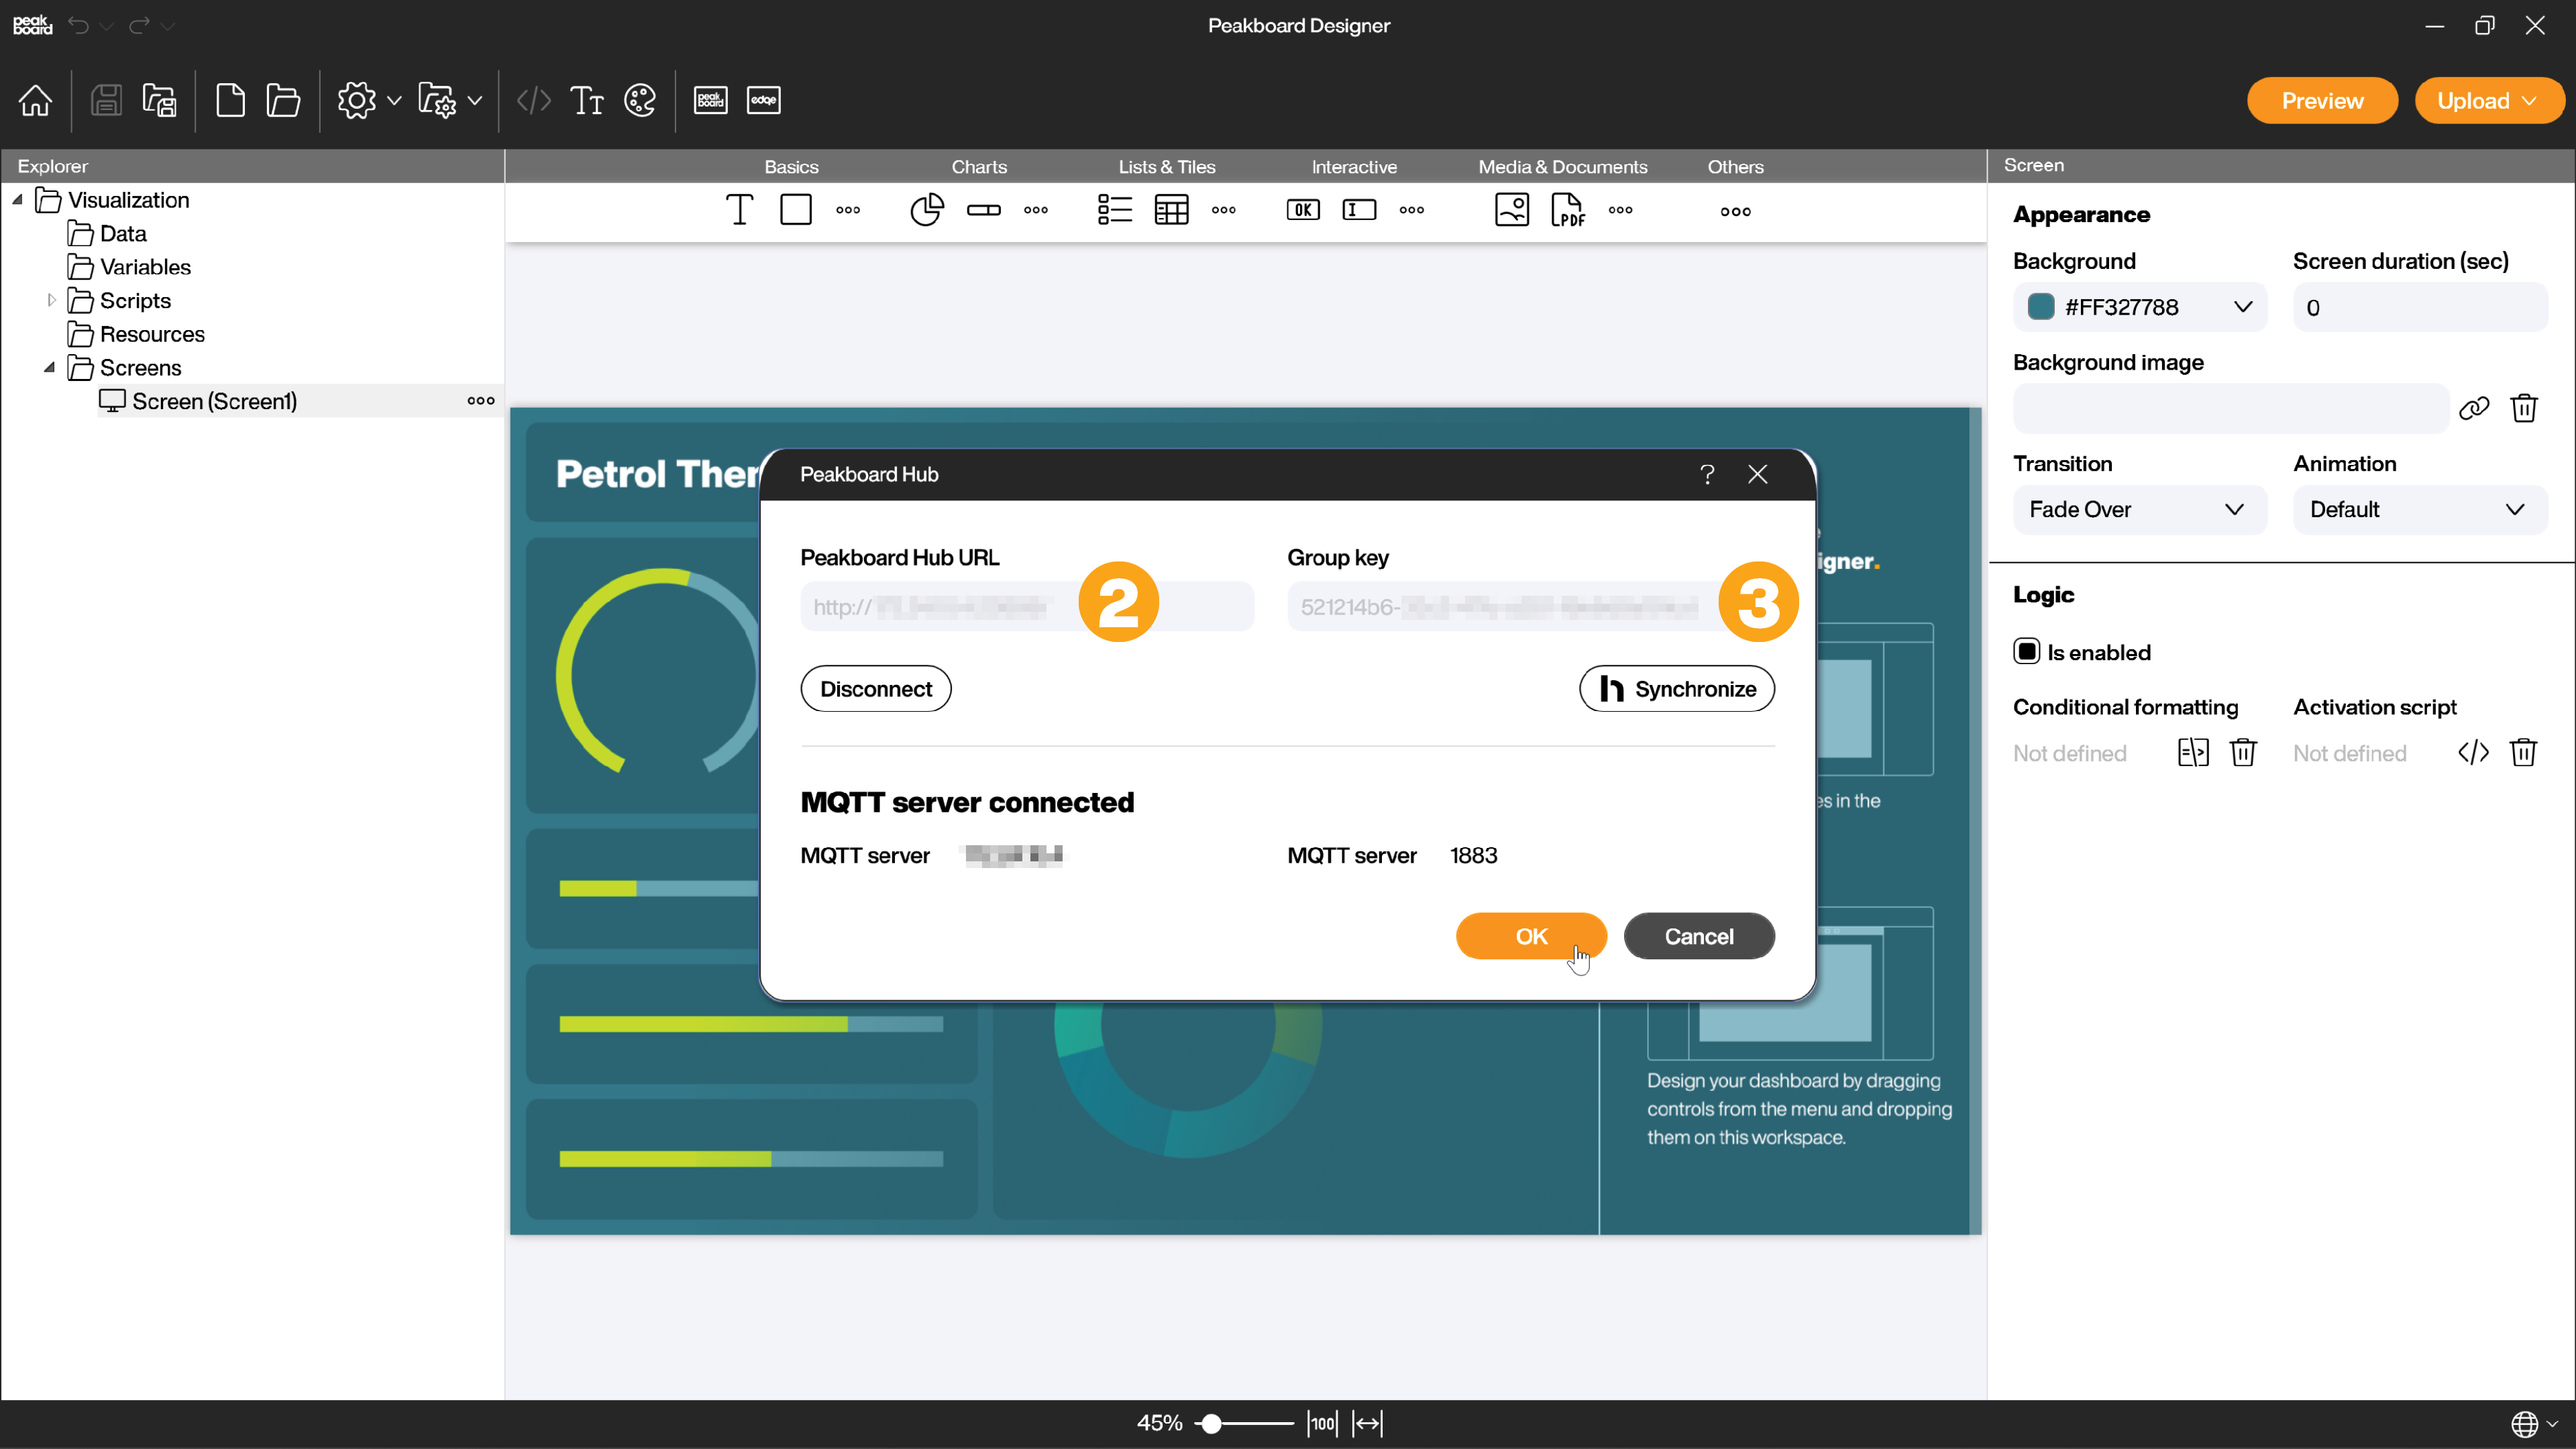 peak
board
Peakboard Designer
peak
board
edge
Preview
Upload
Explorer
Basics
Charts
Lists & Tiles
Interactive
Media & Documents
Others
Screen
Visualization
Data
Variables
Scripts
Resources
Screens
Screen (Screen1)
OK
PDF
Appearance
Background
Screen duration (sec)
#FF327788
0
Background image
Transition
Animation
Fade Over
Default
Logic
Is enabled
Conditional formatting
Activation script
Not defined
Not defined
Petrol
igner.
es in the
Design your dashboard by dragging
controls from the menu and dropping
them on this workspace.
Peakboard Hub
?
Peakboard Hub URL
Group key
http://
2
521214b6-
3
Disconnect
Synchronize
MQTT server connected
MQTT server
MQTT server 1883
OK
Cancel
45%
100